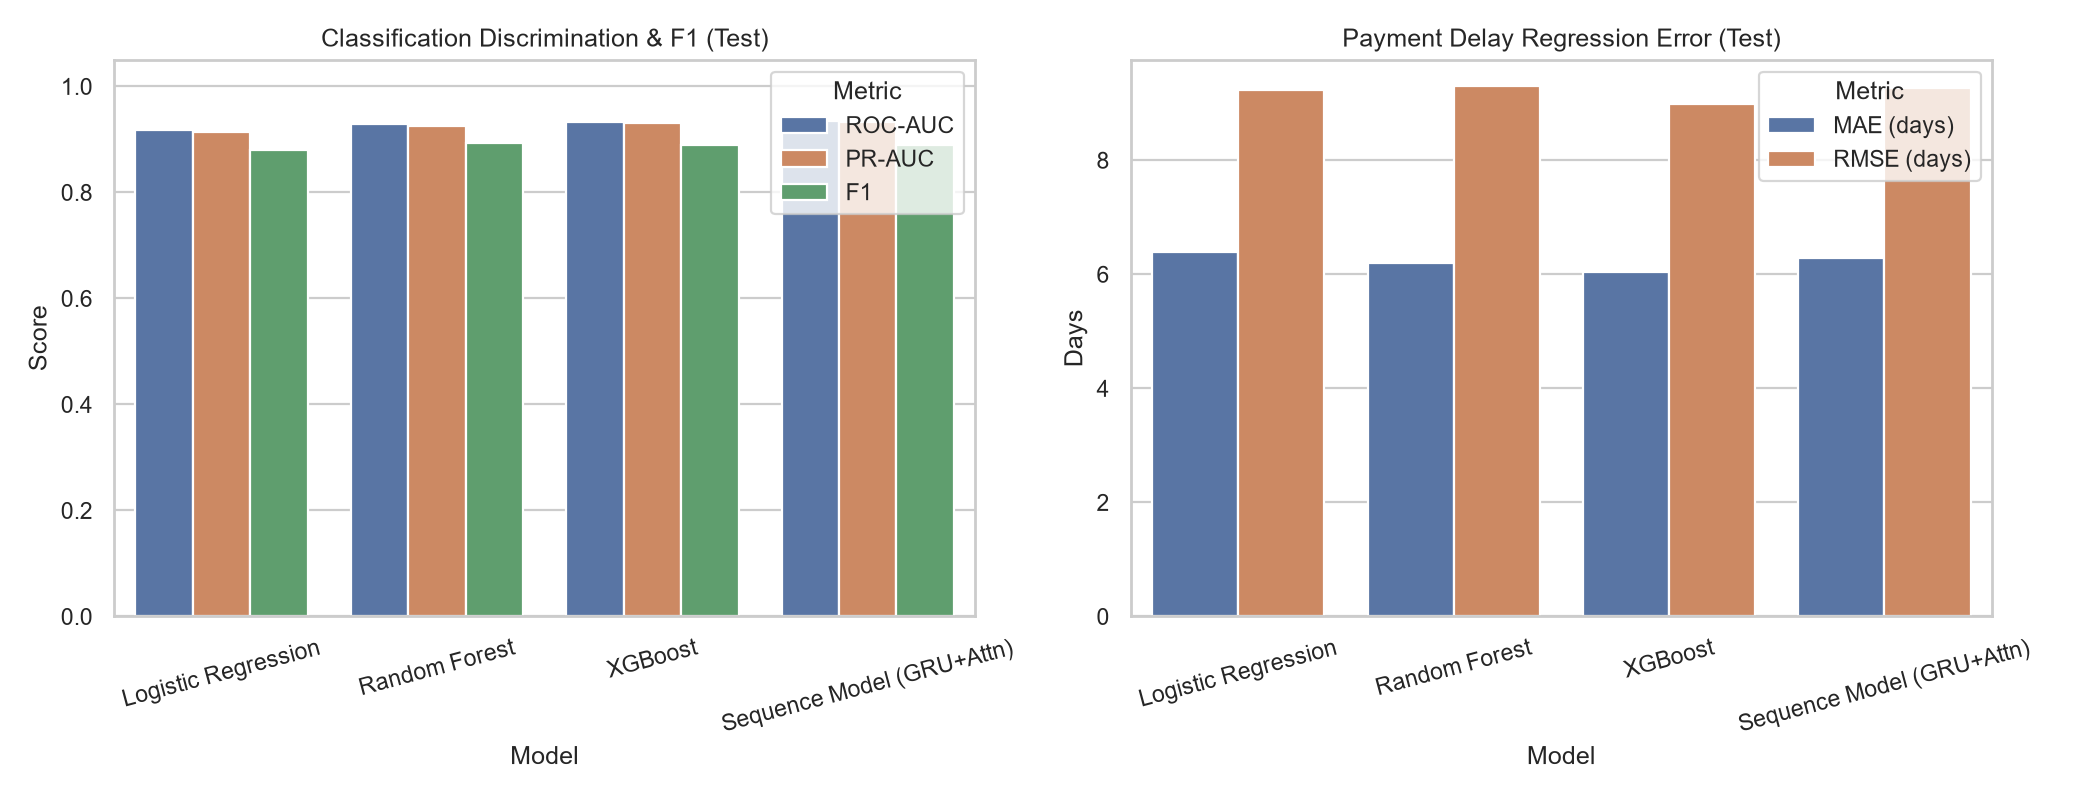 Classification Discrimination & F1 (Test)
Score
1.0
0.8
0.6
0.4
0.2
0.0
Metric
ROC-AUC
PR-AUC
F1
Logistic Regression
Random Forest
XGBoost
Sequence Model (GRU+Attn)
Model
Payment Delay Regression Error (Test)
Days
8
6
4
2
0
Metric
MAE (days)
RMSE (days)
Logistic Regression
Random Forest
XGBoost
Sequence Model (GRU+Attn)
Model